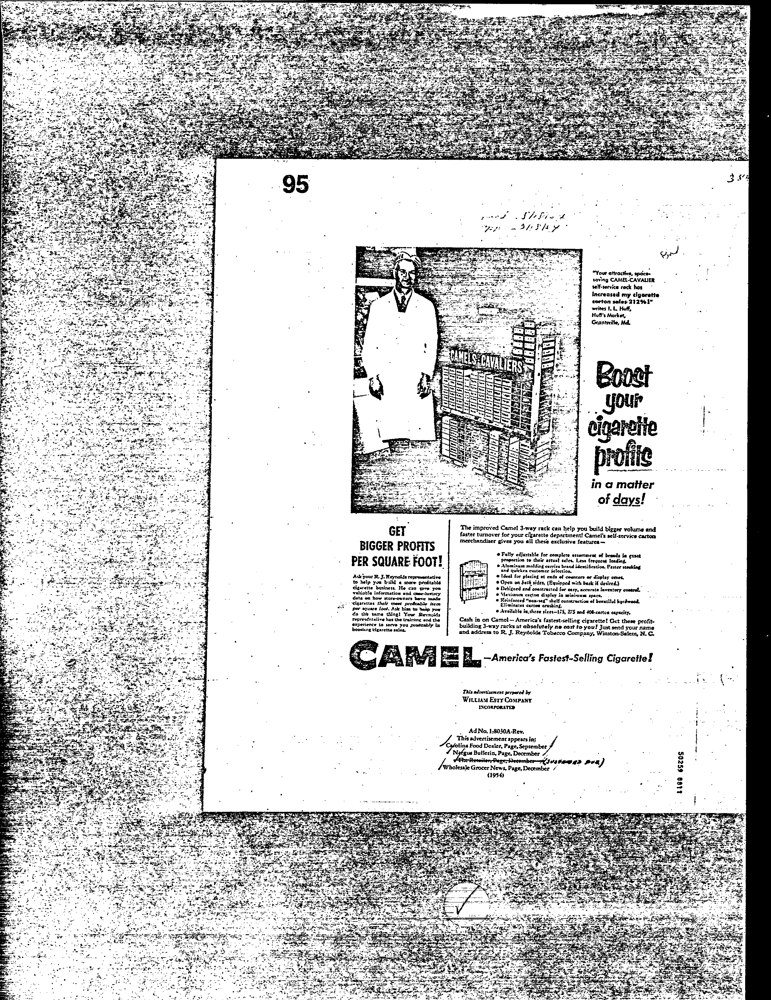 95
"Your attractive, space-
saving CAMEL-CAVALIER
self-service rack has
increased my cigarette
carton sales 212%!"
writes I. L. Huff,
Huff's Market,
Grantsville, Md.
CAMELS-CAVALIERS
Boost
your
cigarette
profits
in a matter
of days!
GET
BIGGER PROFITS
PER SQUARE FOOT!
Ask your R. J. Reynolds representative
to help you build a more profitable
cigarette business. He can give you
valuable information and
data on how store-owners have made
cigarettes their most profitable item
per square foot. Ask him to help you
do the same thing! Your Reynolds
representative has the training and the
experience to serve you profitably in
boosting cigarette sales.
The improved Camel 3-way rack can help you build bigger volume and
faster turnover for your cigarette department! Camel's self-service carton
merchandiser gives you all these exclusive features—
• Fully adjustable for complete assortment of brands in exact
proportion to their actual sales. Less frequent loading.
• Aluminum molding carries brand identification. Faster stocking
and quicker customer selection.
• Ideal for placing at ends of counters or display cases.
• Open on both sides. (Equipped with back if desired.)
• Designed and constructed for easy, accurate inventory control.
• Maximum carton display in minimum space.
• Reinforced shelf construction of beautiful hardwood.
Eliminates carton crushing.
• Available in three sizes—175, 275 and 400-carton capacity.
Cash in on Camel—America's fastest-selling cigarette! Get these profit-
building 3-way racks at absolutely no cost to you! Just send your name
and address to R. J. Reynolds Tobacco Company, Winston-Salem, N. C.
CAMEL—America's Fastest-Selling Cigarette!
This advertisement prepared by
WILLIAM ESTY COMPANY
INCORPORATED
Ad No. 1-8050A-Rev.
This advertisement appears in:
Carolina Food Dealer, Page, September
Nargus Bulletin, Page, December
The Retailer, Page, December
Wholesale Grocer News, Page, December
(1954)
50259 0811